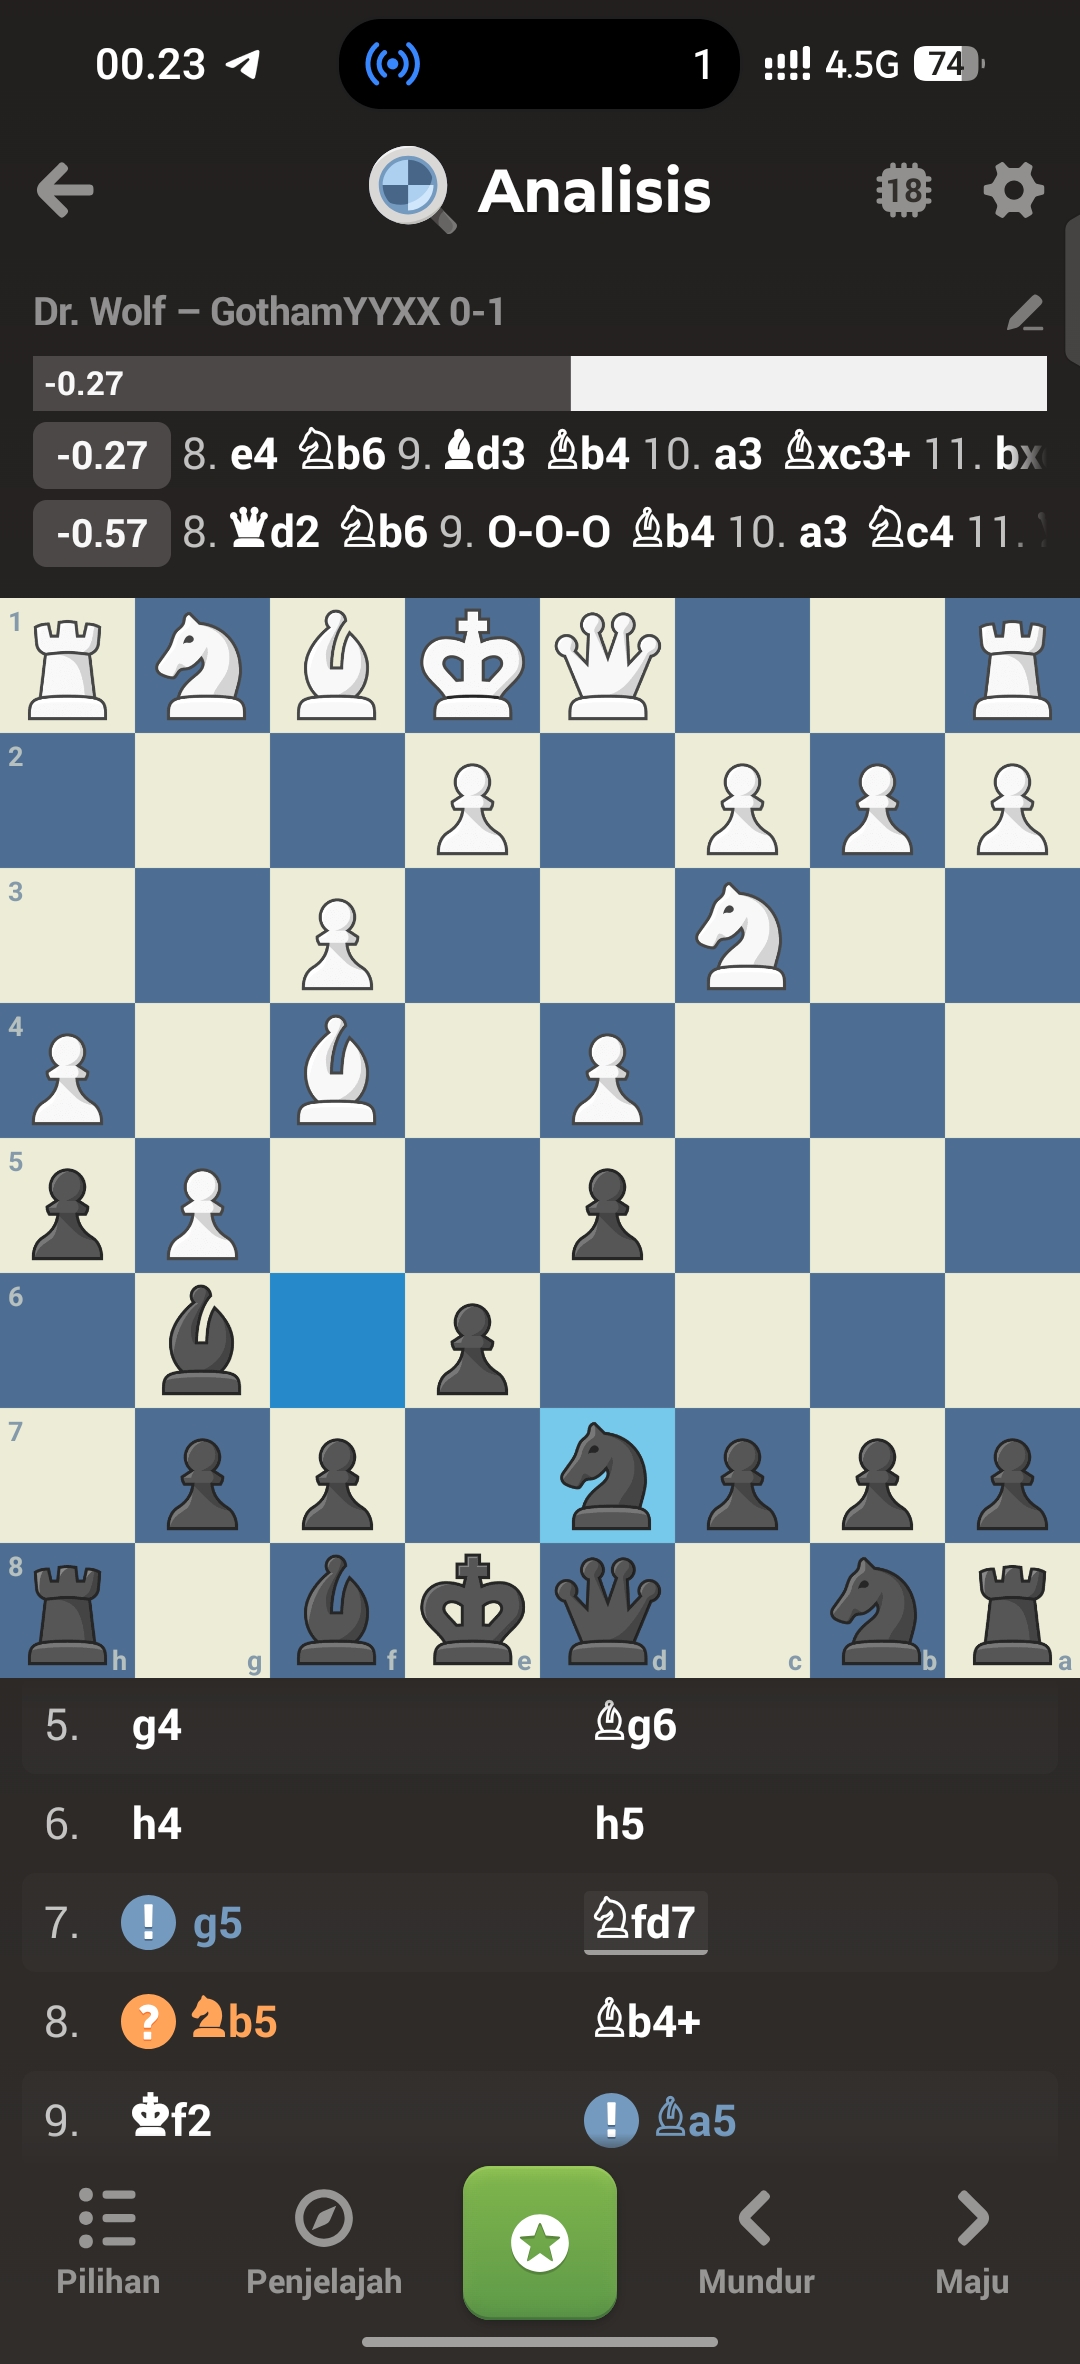 00.23 1 4.5G 74
Analisis 18
Dr. Wolf – GothamYYXX 0-1
-0.27
-0.27 8. e4 ♘b6 9. ♝d3 ♗b4 10. a3 ♗xc3+ 11.
-0.57 8. ♛d2 ♘b6 9. O-O-O ♗b4 10. a3 ♘c4 11.
1
2
3
4
5
6
7
8
h g f e d c b a
5. g4 ♗g6
6. h4 h5
7. ! g5 ♘fd7
8. ? ♞b5 ♗b4+
9. ♚f2 ! ♗a5
Pilihan Penjelajah Mundur Maju